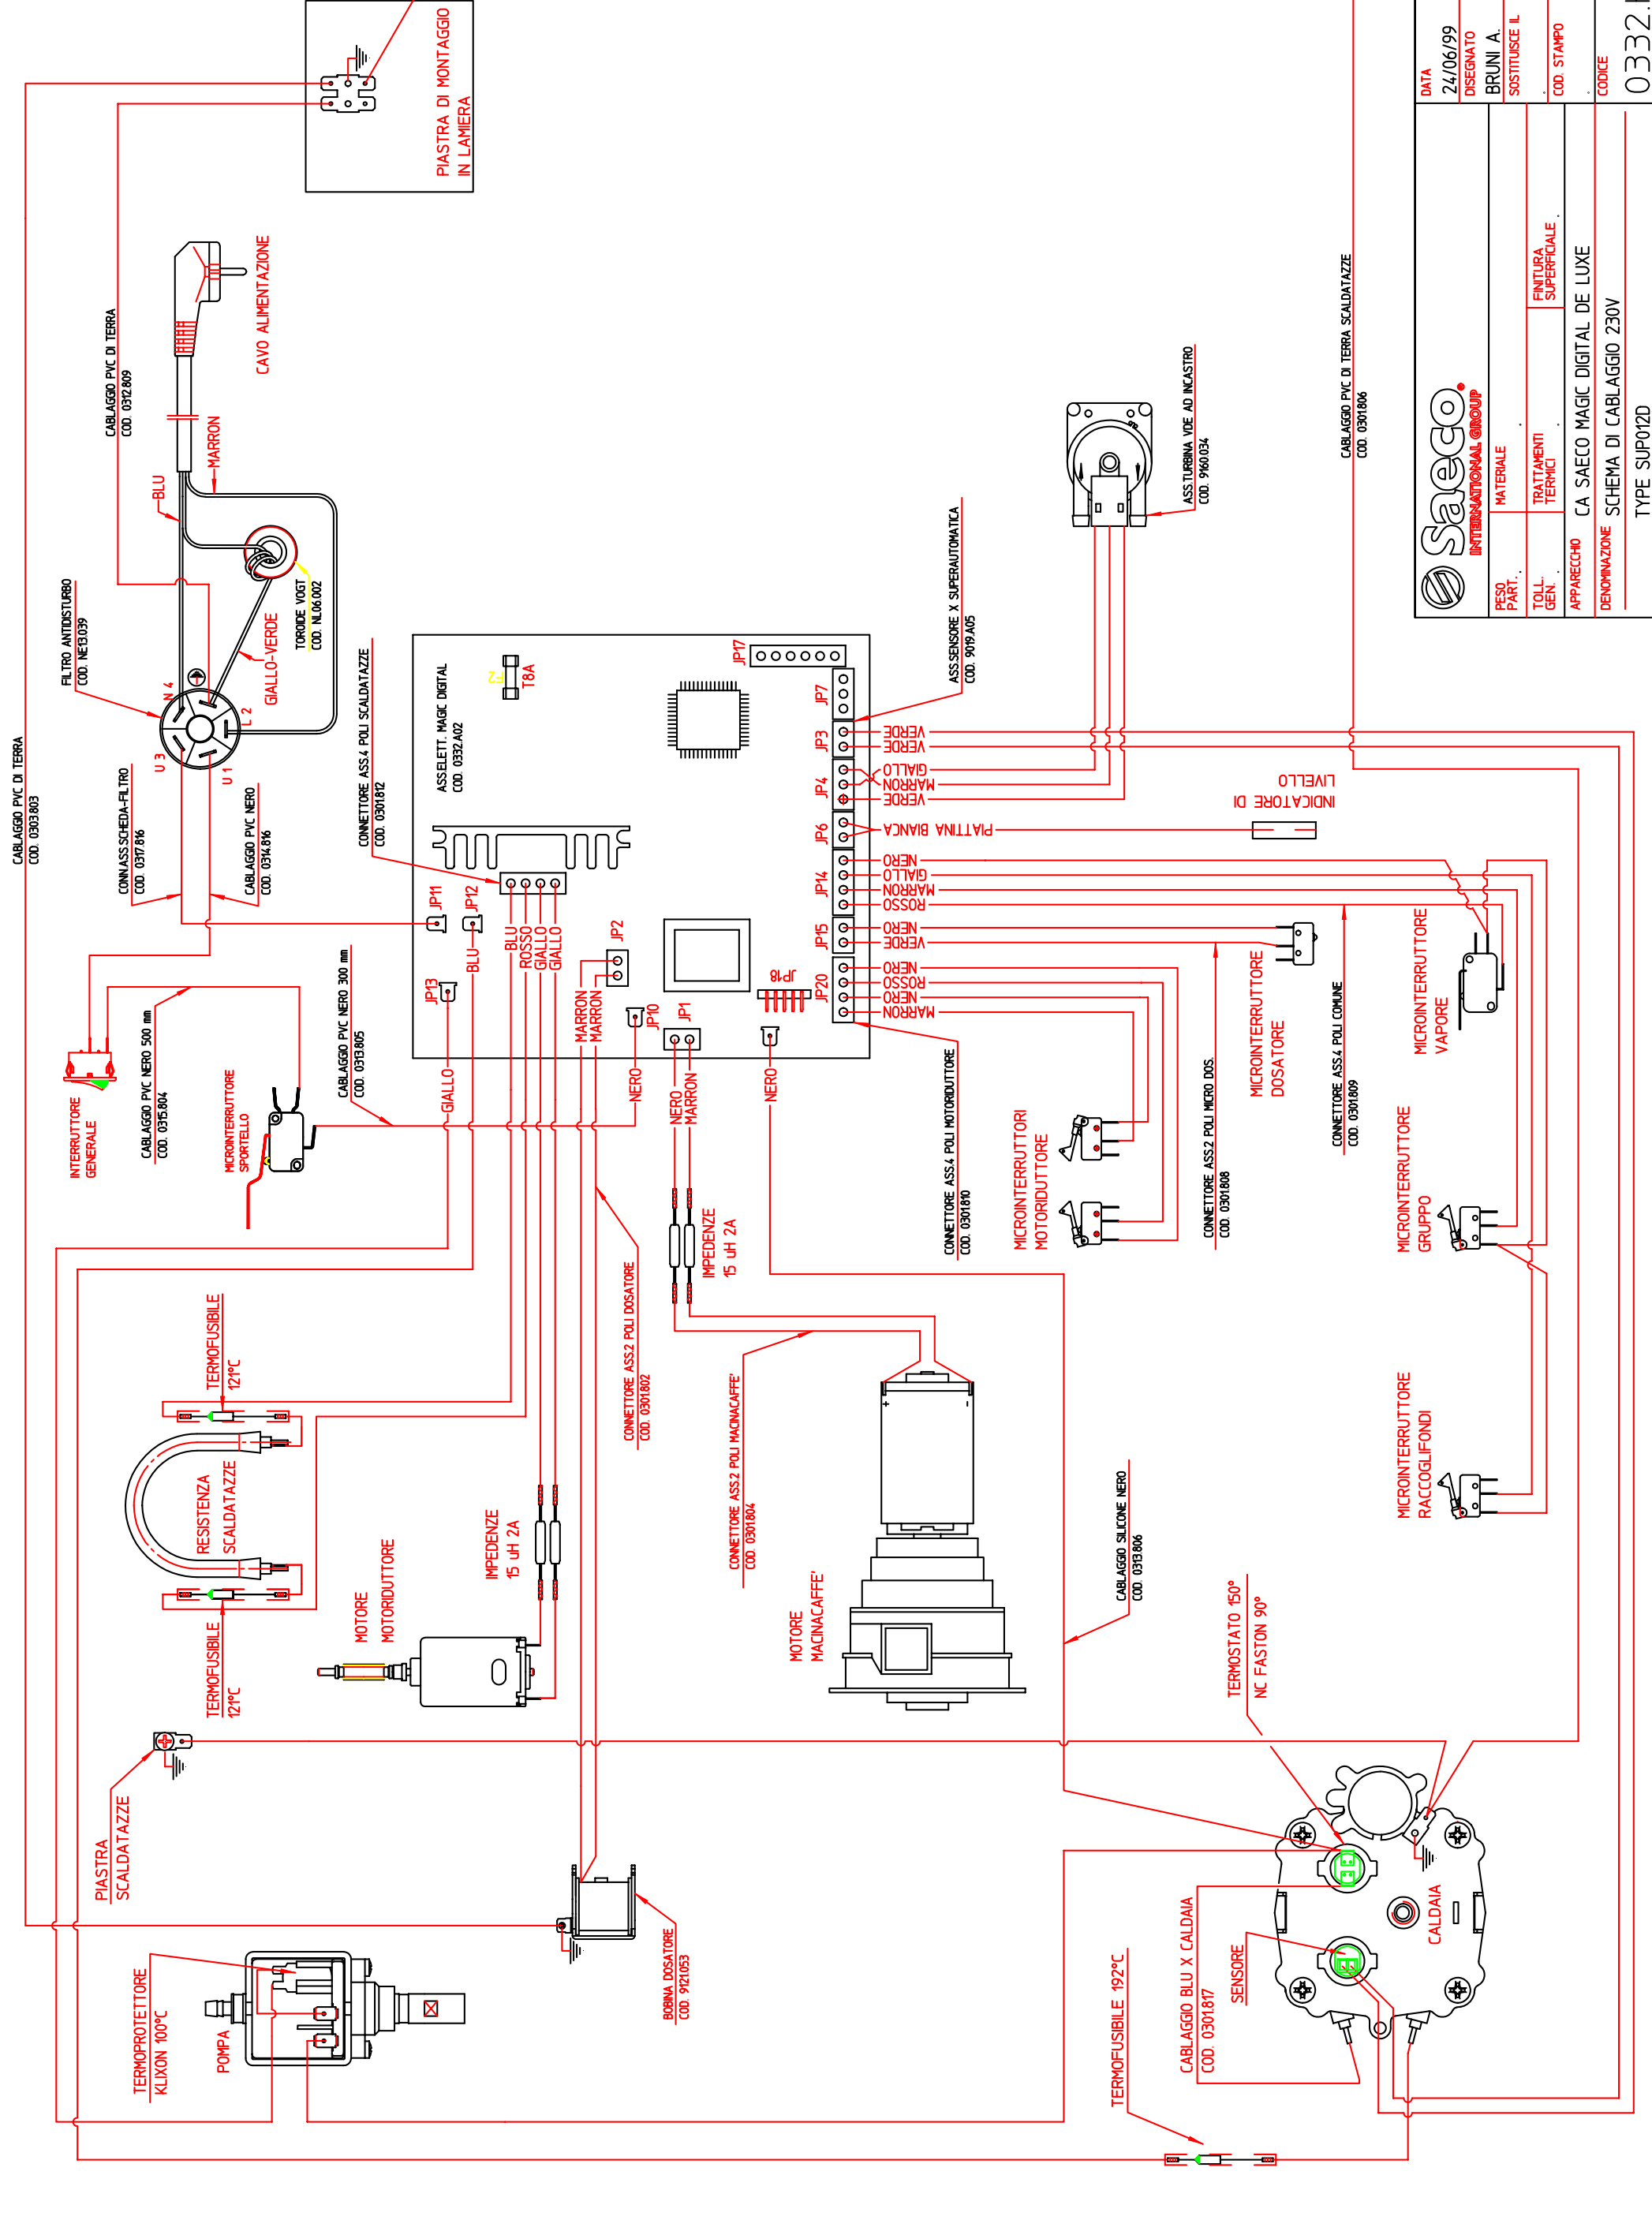 CABLAGGIO PVC DI TERRA
COD. 0303.803
PIASTRA DI MONTAGGIO
IN LAMIERA
CABLAGGIO PVC DI TERRA
COD. 0312.809
CAVO ALIMENTAZIONE
BLU
MARRON
FILTRO ANTIDISTURBO
COD. NE13.039
TOROIDE VOGT
COD. NL06.002
GIALLO-VERDE
N 4
L 2
U 3
U 1
CONN.ASS.SCHEDA-FILTRO
COD. 0317.816
CABLAGGIO PVC NERO
COD. 0314.816
INTERRUTTORE
GENERALE
CABLAGGIO PVC NERO 500 mm
COD. 0315.804
MICROINTERRUTTORE
SPORTELLO
CABLAGGIO PVC NERO 300 mm
COD. 0313.805
CONNETTORE ASS.4 POLI SCALDATAZZE
COD. 0301.812
ASS.ELETT. MAGIC DIGITAL
COD. 0332.A02
F2
T8A
JP17
JP7
JP3
JP4
JP6
JP14
JP15
JP20
JP18
JP11
JP12
JP13
JP2
JP10
JP1
BLU
BLU
ROSSO
GIALLO
GIALLO
MARRON
MARRON
GIALLO
NERO
NERO
MARRON
NERO
VERDE
VERDE
GIALLO
MARRON
VERDE
PIATTINA BIANCA
NERO
GIALLO
MARRON
ROSSO
NERO
VERDE
NERO
ROSSO
NERO
MARRON
ASS.SENSORE X SUPERAUTOMATICA
COD. 9019.A05
ASS.TURBINA VDE AD INCASTRO
COD. 9160.034
INDICATORE DI
LIVELLO
CABLAGGIO PVC DI TERRA SCALDATAZZE
COD. 0301.806
MICROINTERRUTTORE
DOSATORE
MICROINTERRUTTORE
VAPORE
CONNETTORE ASS.4 POLI COMUNE
COD. 0301.809
CONNETTORE ASS.2 POLI MICRO DOS.
COD. 0301.808
MICROINTERRUTTORI
MOTORIDUTTORE
CONNETTORE ASS.4 POLI MOTORIDUTTORE
COD. 0301.810
MICROINTERRUTTORE
GRUPPO
MICROINTERRUTTORE
RACCOGLIFONDI
TERMOFUSIBILE
121°C
RESISTENZA
SCALDATAZZE
TERMOFUSIBILE
121°C
MOTORE
MOTORIDUTTORE
IMPEDENZE
15 uH 2A
IMPEDENZE
15 uH 2A
CONNETTORE ASS.2 POLI DOSATORE
COD. 0301.802
CONNETTORE ASS.2 POLI MACINACAFFE'
COD. 0301.804
MOTORE
MACINACAFFE'
+
-
CABLAGGIO SILICONE NERO
COD. 0313.806
TERMOSTATO 150°
NC FASTON 90°
PIASTRA
SCALDATAZZE
TERMOPROTETTORE
KLIXON 100°C
POMPA
BOBINA DOSATORE
COD. 9121.053
TERMOFUSIBILE 192°C
CABLAGGIO BLU X CALDAIA
COD. 0301.817
SENSORE
CALDAIA
Saeco
INTERNATIONAL GROUP
DATA
24/06/99
DISEGNATO
BRUNI A.
SOSTITUISCE IL
COD. STAMPO
CODICE
PESO
PART.
MATERIALE
TOLL.
GEN.
TRATTAMENTI
TERMICI
FINITURA
SUPERFICIALE
APPARECCHIO
CA SAECO MAGIC DIGITAL DE LUXE
DENOMINAZIONE
SCHEMA DI CABLAGGIO 230V
TYPE SUP012D
0332.